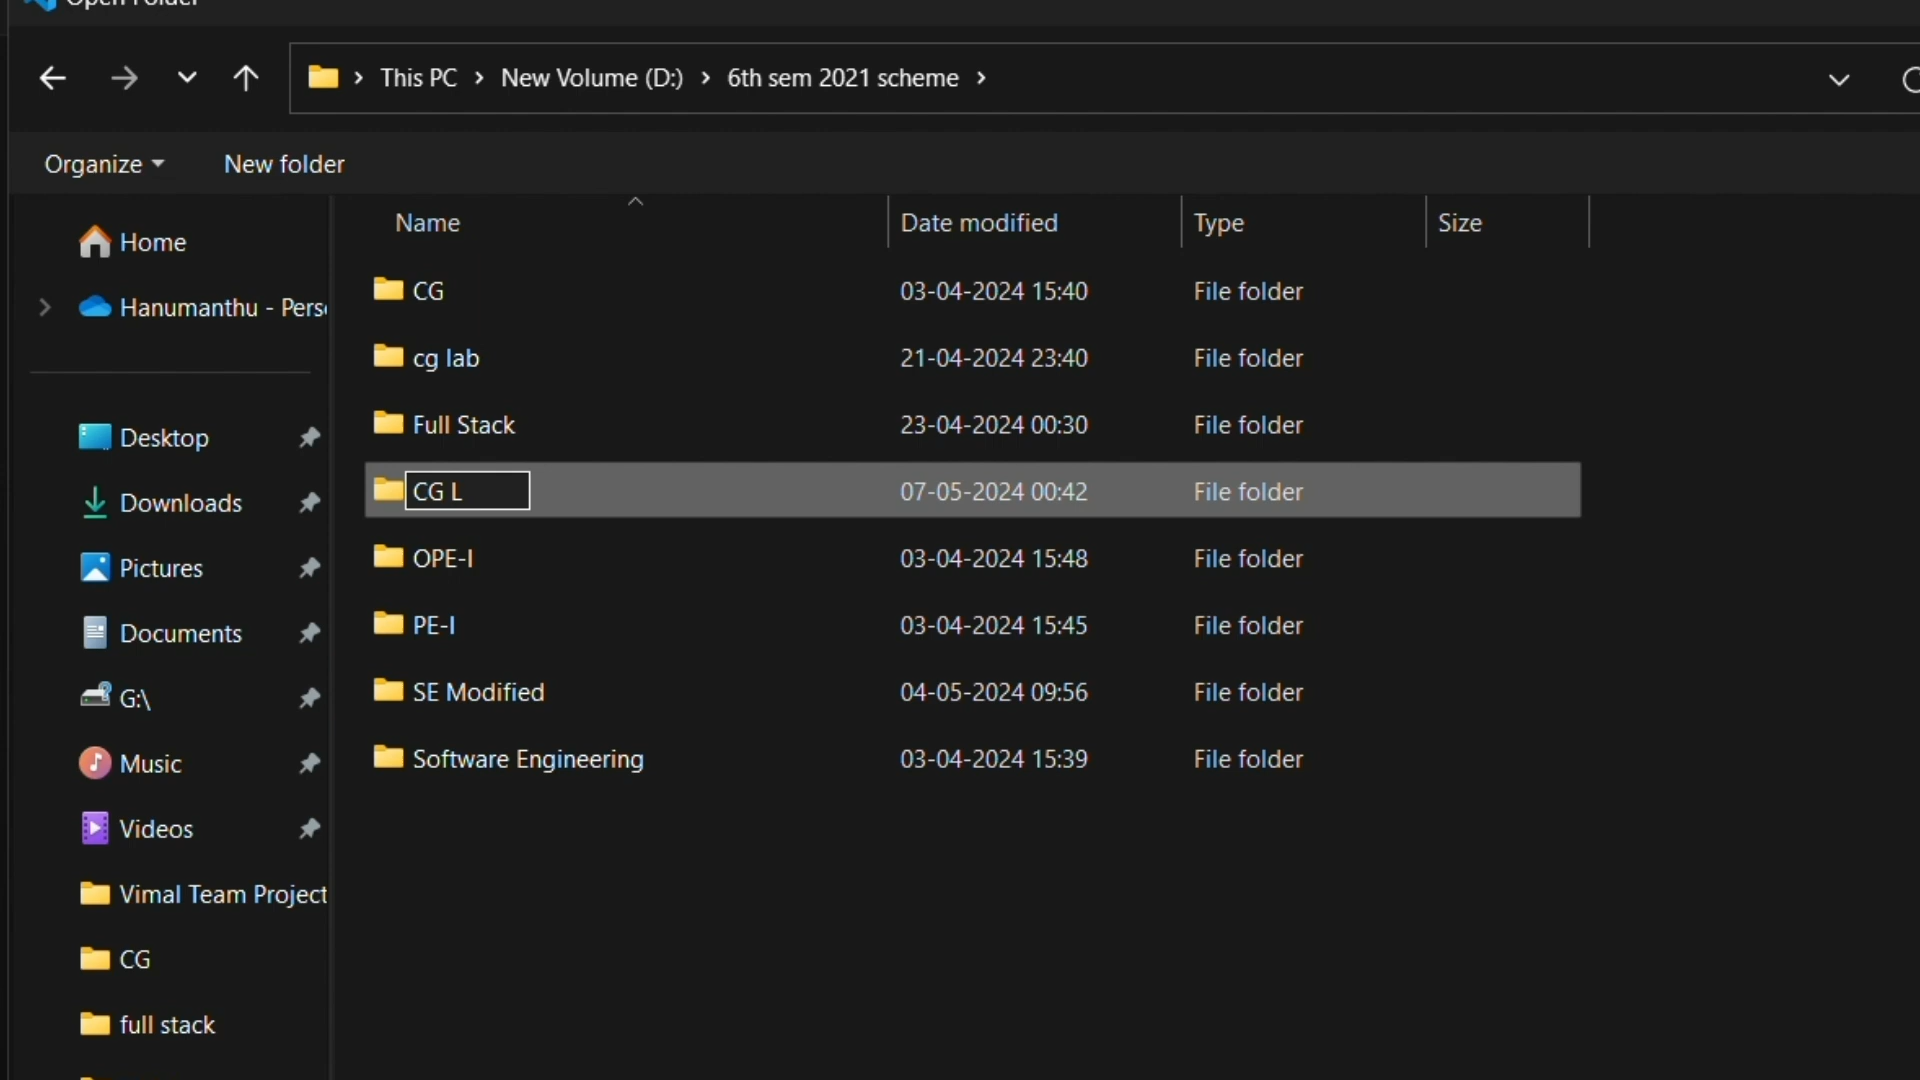 Open Folder
This PC > New Volume (D:) > 6th sem 2021 scheme >
Organize New folder
Name Date modified Type Size
Home
Hanumanthu - Pers
Desktop
Downloads
Pictures
Documents
G:\
Music
Videos
Vimal Team Project
CG
full stack
CG 03-04-2024 15:40 File folder
cg lab 21-04-2024 23:40 File folder
Full Stack 23-04-2024 00:30 File folder
CG L 07-05-2024 00:42 File folder
OPE-I 03-04-2024 15:48 File folder
PE-I 03-04-2024 15:45 File folder
SE Modified 04-05-2024 09:56 File folder
Software Engineering 03-04-2024 15:39 File folder